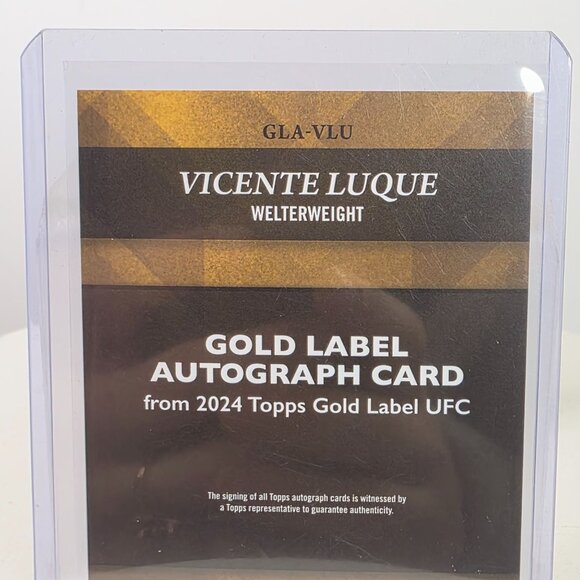 GLA-VLU
VICENTE LUQUE
WELTERWEIGHT
GOLD LABEL
AUTOGRAPH CARD
from 2024 Topps Gold Label UFC
The signing of all Topps autograph cards is witnessed by
a Topps representative to guarantee authenticity.